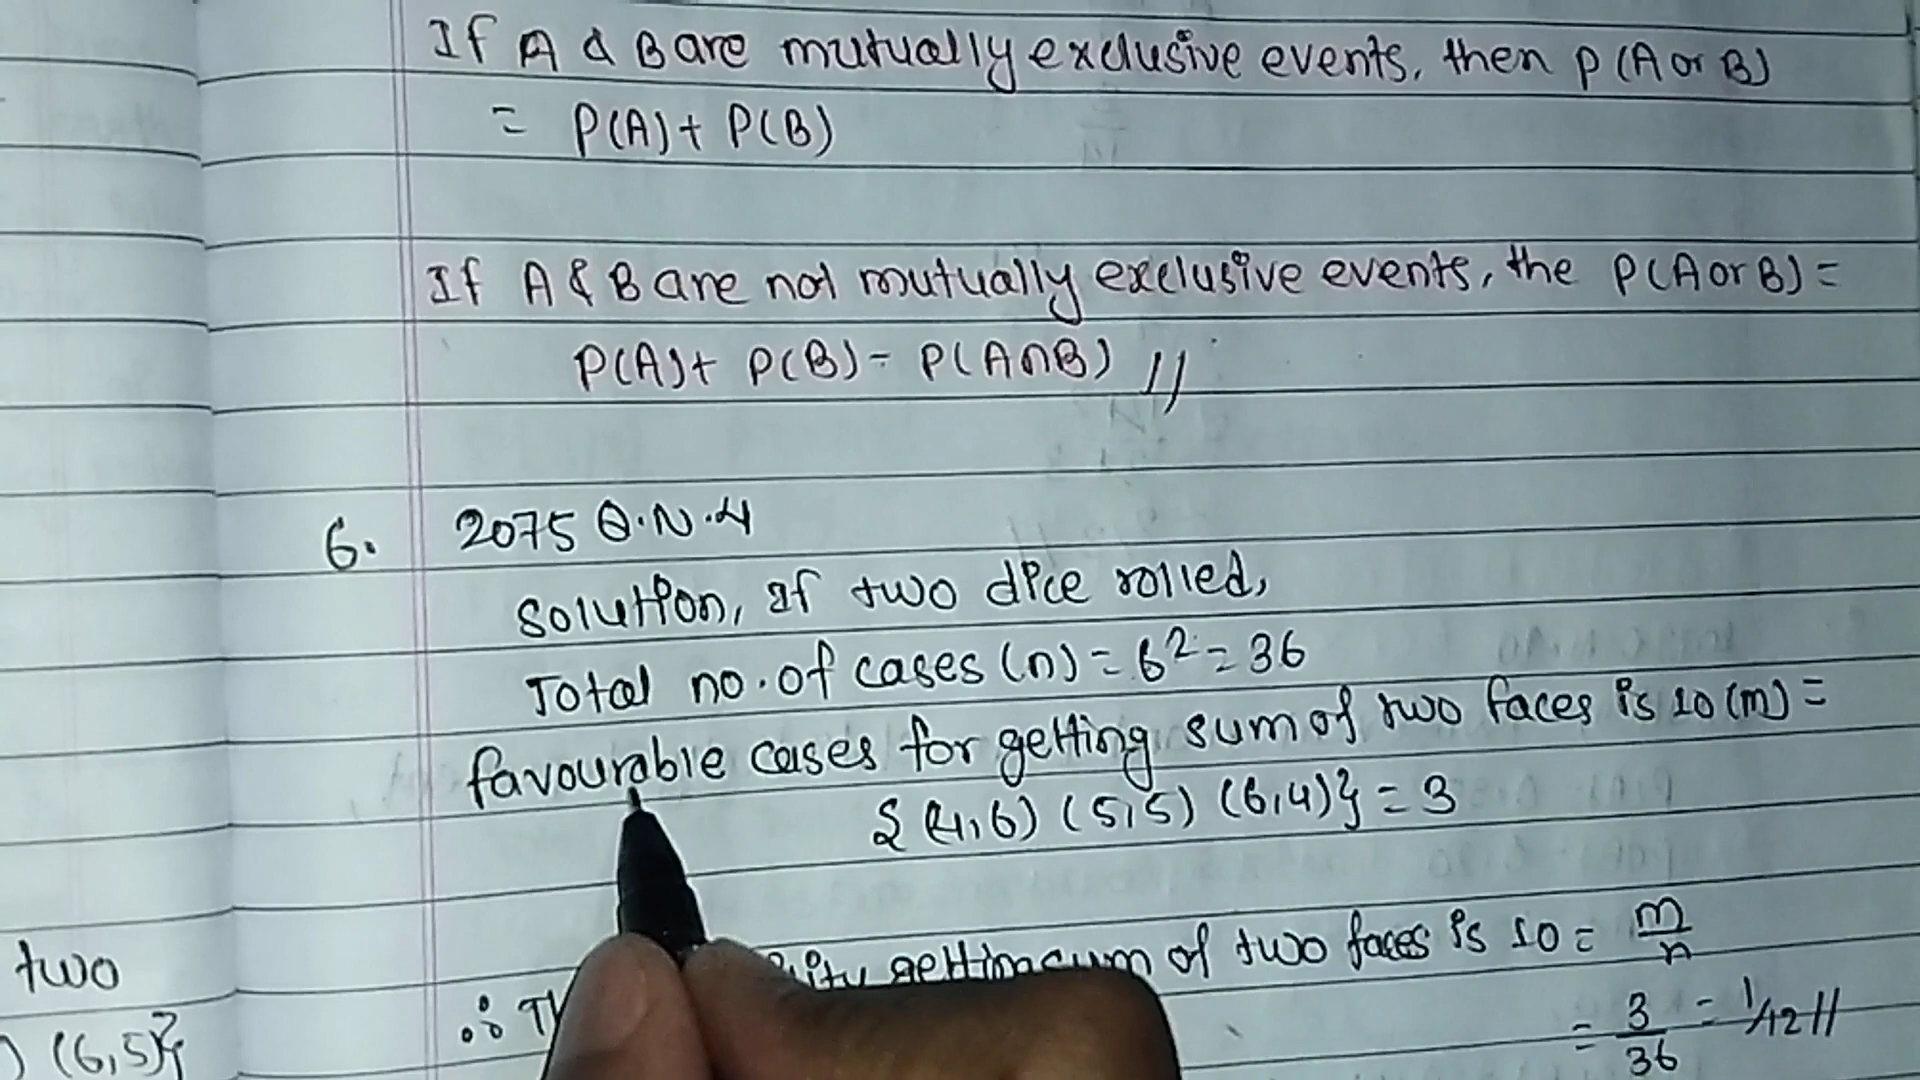 If A & B are mutually exclusive events, then P(A or B)
= P(A) + P(B)
If A & B are not mutually exclusive events, the P(A or B) =
P(A) + P(B) - P(A∩B) //
6. 2075 Q.N.4
Solution, If two dice rolled,
Total no. of cases (n) = 6² = 36
favourable cases for getting sum of two faces is 10 (m) =
{(4,6) (5,5) (6,4)} = 3
getting sum of two faces is 10 = m/n
= 3/36 = 1/12 //
two
) (6,5)}